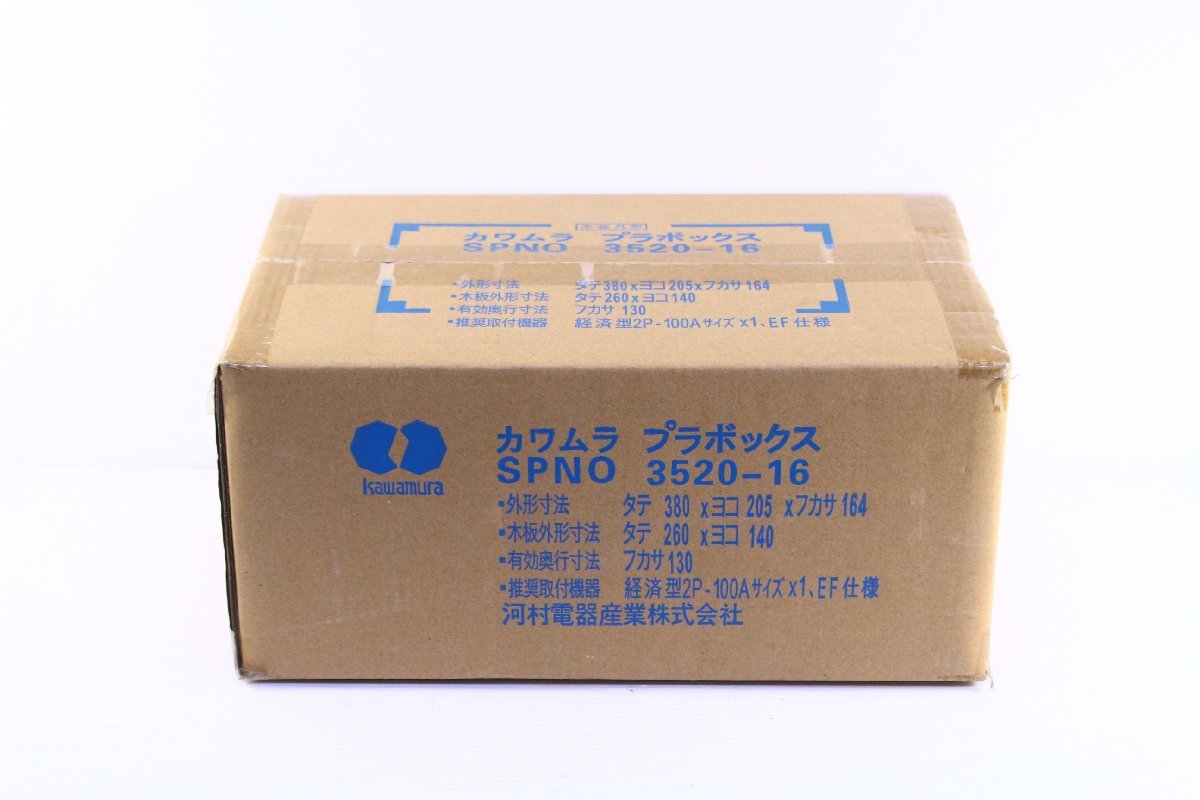 木板兼用
カワムラ プラボックス
SPNO 3520-16
・外形寸法 タテ380xヨコ205xフカサ164
・木板外形寸法 タテ260xヨコ140
・有効奥行寸法 フカサ130
・推奨取付機器 経済型2P-100Aサイズx1、EF仕様
Kawamura
カワムラ プラボックス
SPNO 3520-16
・外形寸法 タテ 380 xヨコ 205 xフカサ 164
・木板外形寸法 タテ 260 xヨコ 140
・有効奥行寸法 フカサ 130
・推奨取付機器 経済型2P-100Aサイズx1、EF仕様
河村電器産業株式会社